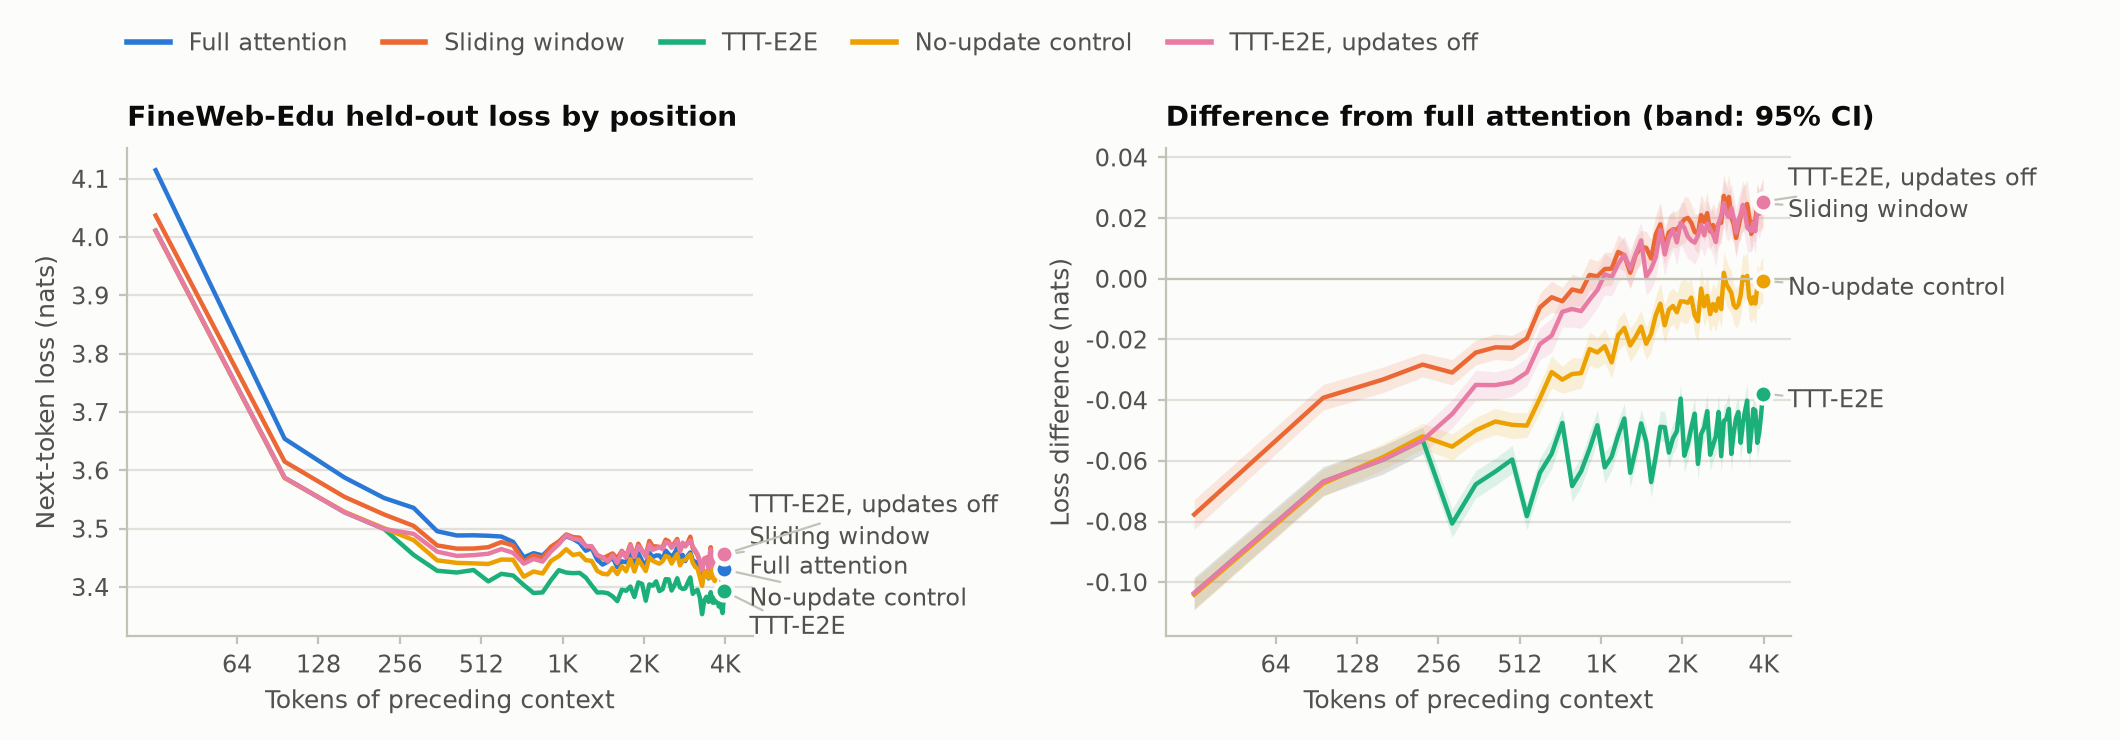 Full attention
Sliding window
TTT-E2E
No-update control
TTT-E2E, updates off
FineWeb-Edu held-out loss by position
Next-token loss (nats)
4.1
4.0
3.9
3.8
3.7
3.6
3.5
3.4
TTT-E2E, updates off
Sliding window
Full attention
No-update control
TTT-E2E
64 128 256 512 1K 2K 4K
Tokens of preceding context
Difference from full attention (band: 95% CI)
Loss difference (nats)
0.04
0.02
0.00
-0.02
-0.04
-0.06
-0.08
-0.10
TTT-E2E, updates off
Sliding window
No-update control
TTT-E2E
64 128 256 512 1K 2K 4K
Tokens of preceding context